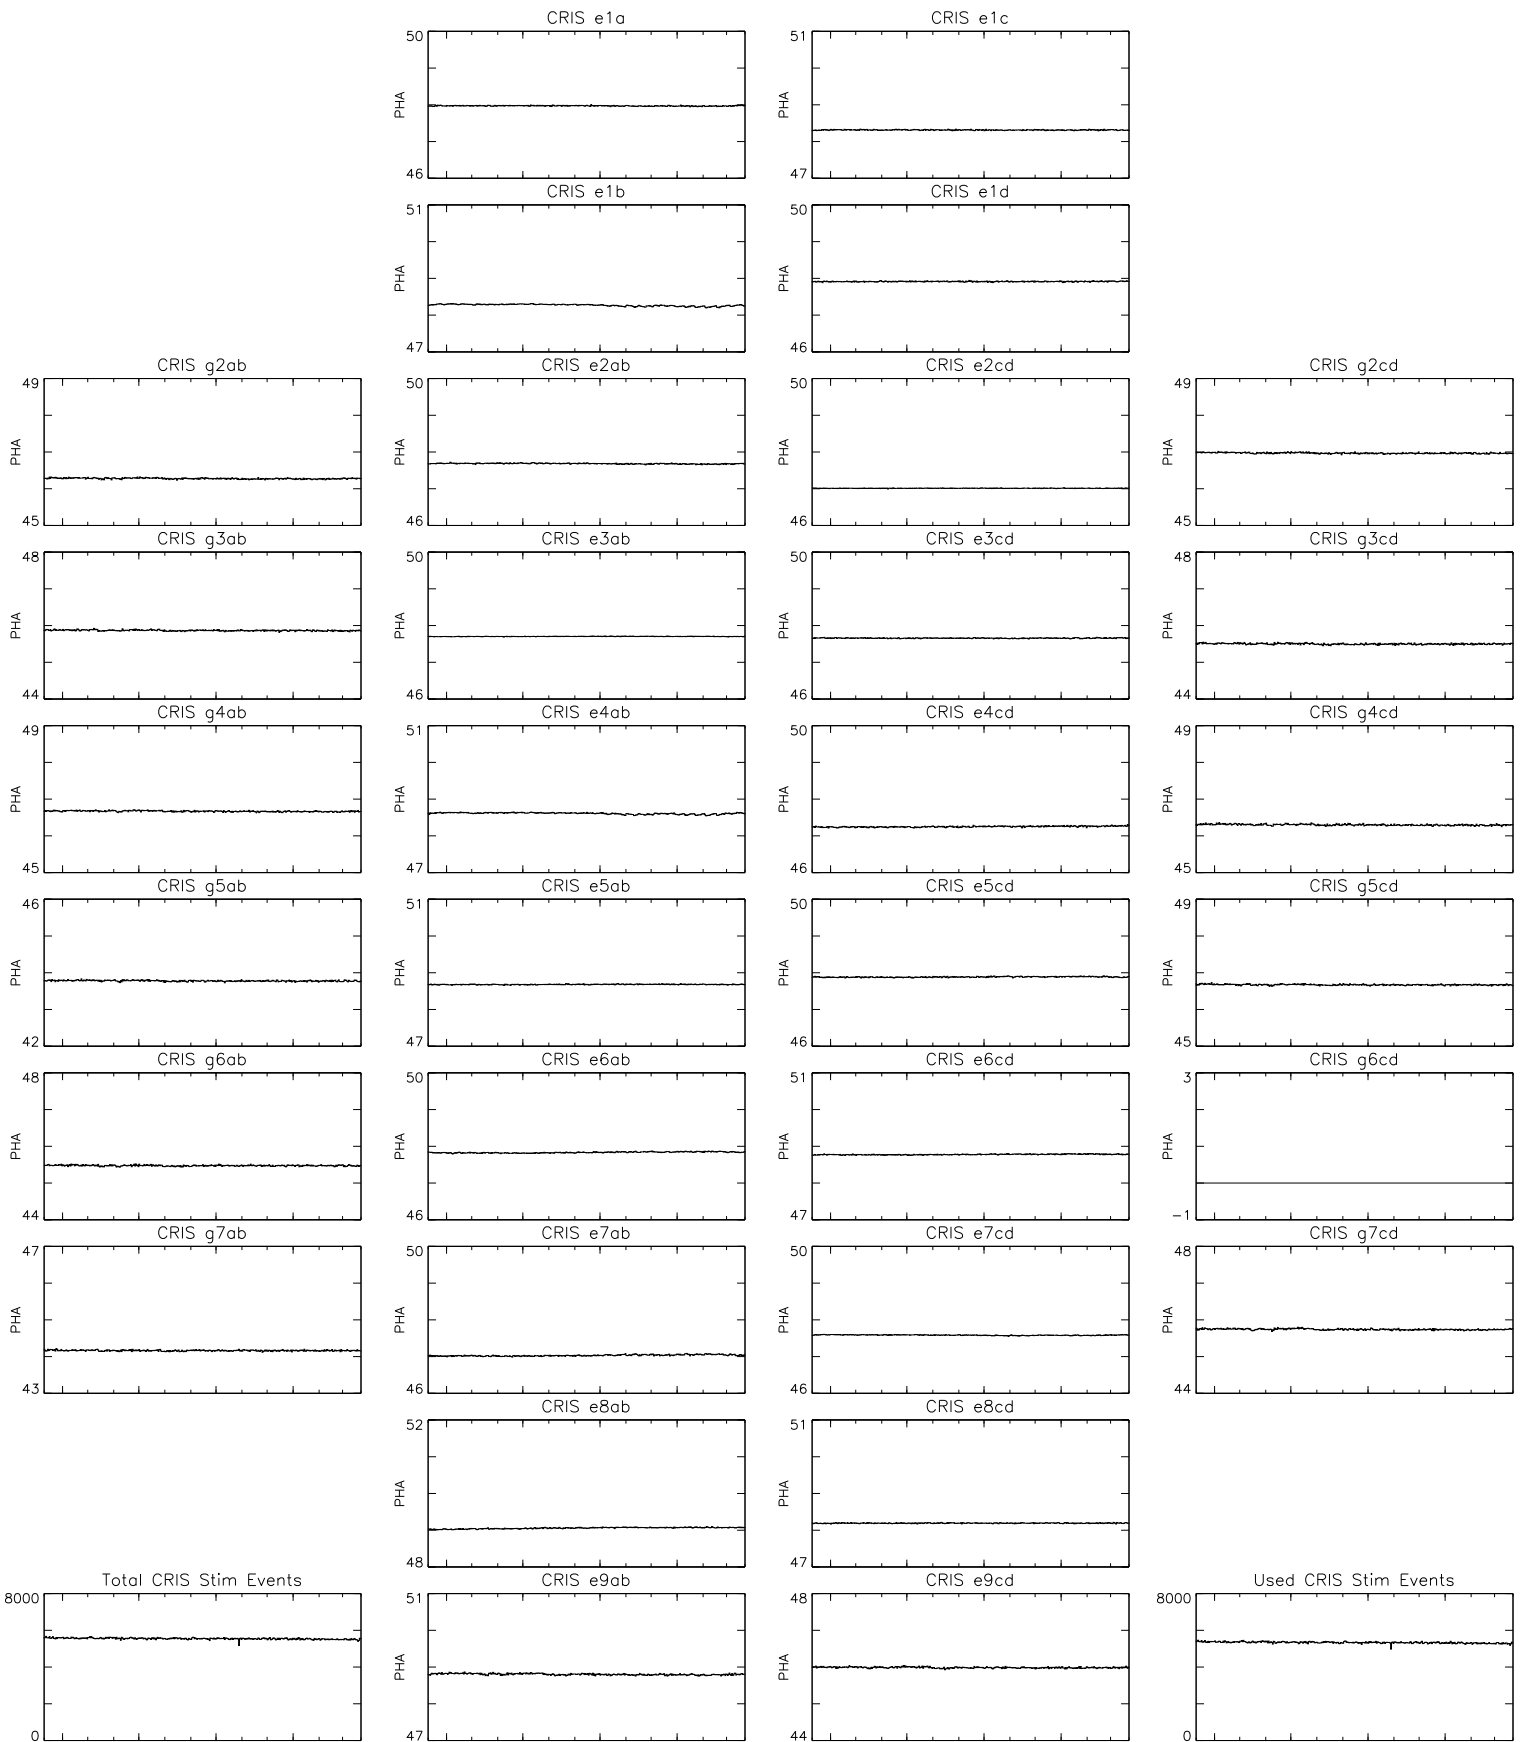 CRIS e1a
50
PHA
46
CRIS e1c
51
PHA
47
CRIS e1b
51
PHA
47
CRIS e1d
50
PHA
46
CRIS g2ab
49
PHA
45
CRIS e2ab
50
PHA
46
CRIS e2cd
50
PHA
46
CRIS g2cd
49
PHA
45
CRIS g3ab
48
PHA
44
CRIS e3ab
50
PHA
46
CRIS e3cd
50
PHA
46
CRIS g3cd
48
PHA
44
CRIS g4ab
49
PHA
45
CRIS e4ab
51
PHA
47
CRIS e4cd
50
PHA
46
CRIS g4cd
49
PHA
45
CRIS g5ab
46
PHA
42
CRIS e5ab
51
PHA
47
CRIS e5cd
50
PHA
46
CRIS g5cd
49
PHA
45
CRIS g6ab
48
PHA
44
CRIS e6ab
50
PHA
46
CRIS e6cd
51
PHA
47
CRIS g6cd
3
PHA
-1
CRIS g7ab
47
PHA
43
CRIS e7ab
50
PHA
46
CRIS e7cd
50
PHA
46
CRIS g7cd
48
PHA
44
CRIS e8ab
52
PHA
48
CRIS e8cd
51
PHA
47
Total CRIS Stim Events
8000
0
CRIS e9ab
51
PHA
47
CRIS e9cd
48
PHA
44
Used CRIS Stim Events
8000
0